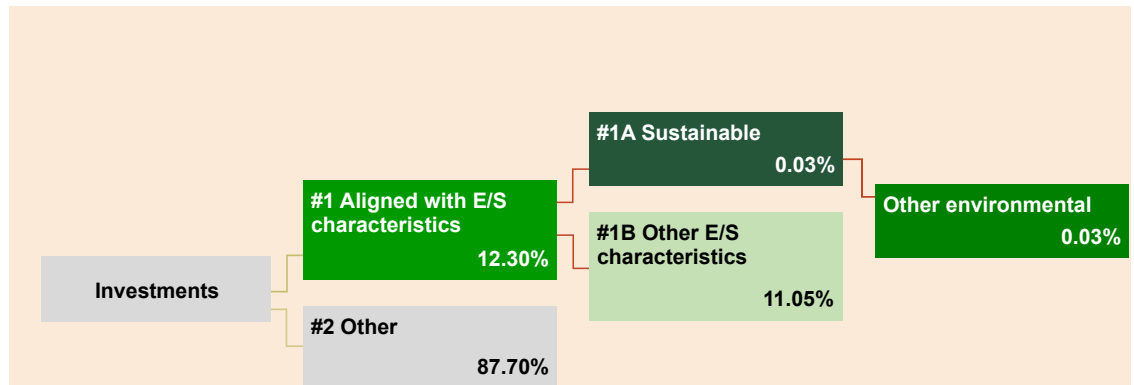 Investments
#1 Aligned with E/S
characteristics
12.30%
#2 Other
87.70%
#1A Sustainable
0.03%
#1B Other E/S
characteristics
11.05%
Other environmental
0.03%